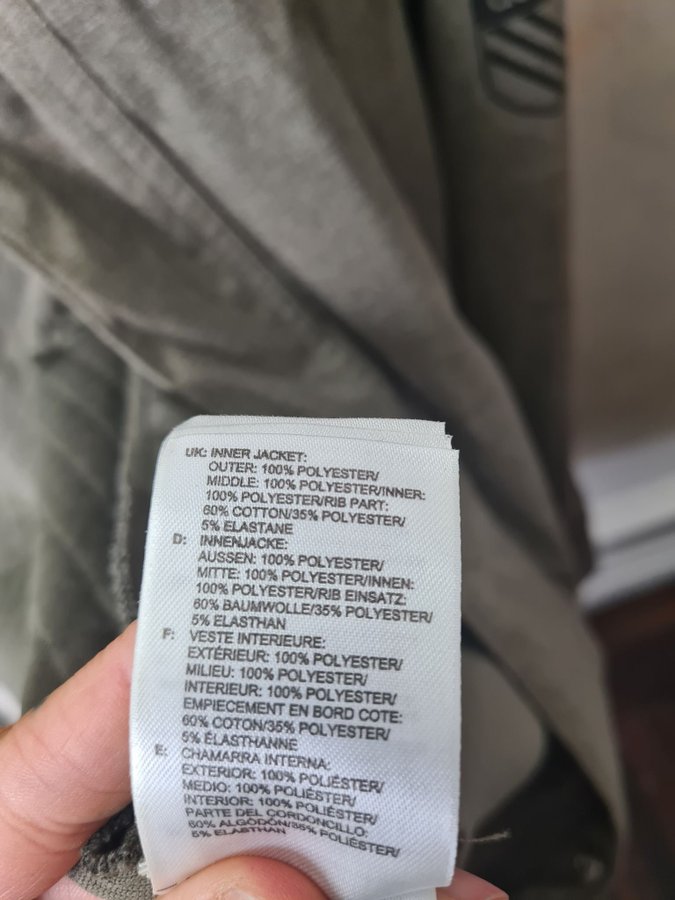 UK: INNER JACKET:
OUTER: 100% POLYESTER/
MIDDLE: 100% POLYESTER/INNER:
100% POLYESTER/RIB PART:
60% COTTON/35% POLYESTER/
5% ELASTANE
D: INNENJACKE:
AUSSEN: 100% POLYESTER/
MITTE: 100% POLYESTER/INNEN:
100% POLYESTER/RIB EINSATZ:
60% BAUMWOLLE/35% POLYESTER/
5% ELASTHAN
F: VESTE INTERIEURE:
EXTÉRIEUR: 100% POLYESTER/
MILIEU: 100% POLYESTER/
INTERIEUR: 100% POLYESTER/
EMPIECEMENT EN BORD COTE:
60% COTON/35% POLYESTER/
5% ÉLASTHANNE
E: CHAMARRA INTERNA:
EXTERIOR: 100% POLIÉSTER/
MEDIO: 100% POLIÉSTER/
INTERIOR: 100% POLIÉSTER/
PARTE DEL CORDONCILLO:
60% ALGODÓN/35% POLIÉSTER/
5% ELASTHAN